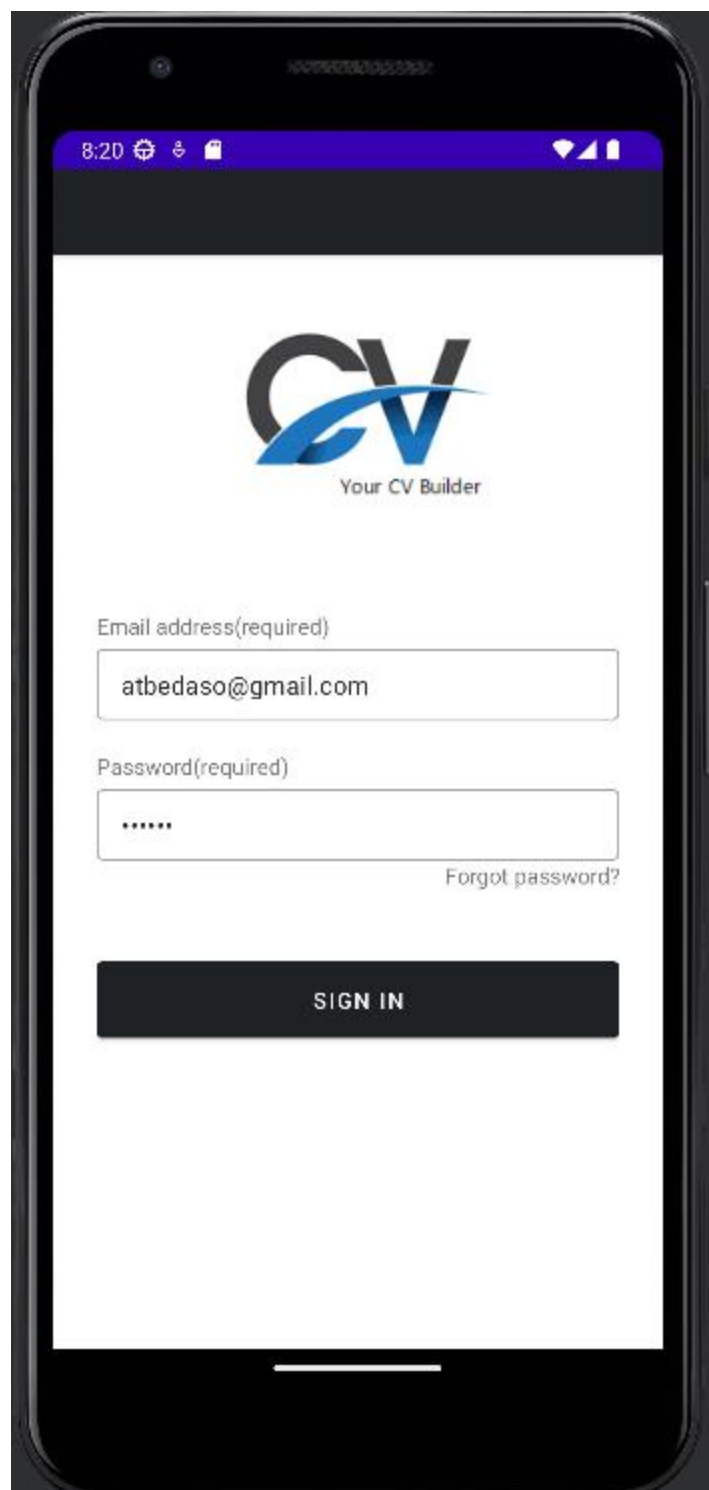 8:20
CV
Your CV Builder
Email address(required)
atbedaso@gmail.com
Password(required)
••••••
Forgot password?
SIGN IN